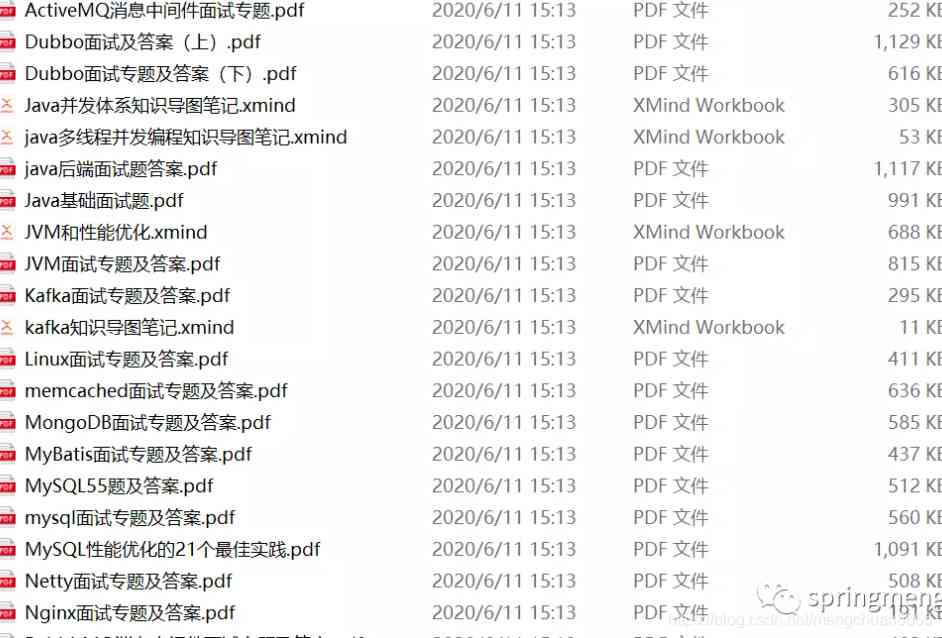 ActiveMQ消息中间件面试专题.pdf 2020/6/11 15:13 PDF 文件 252 KB
Dubbo面试及答案（上）.pdf 2020/6/11 15:13 PDF 文件 1,129 KB
Dubbo面试专题及答案（下）.pdf 2020/6/11 15:13 PDF 文件 616 KB
Java并发体系知识导图笔记.xmind 2020/6/11 15:13 XMind Workbook 305 KB
java多线程并发编程知识导图笔记.xmind 2020/6/11 15:13 XMind Workbook 53 KB
java后端面试题答案.pdf 2020/6/11 15:13 PDF 文件 1,117 KB
Java基础面试题.pdf 2020/6/11 15:13 PDF 文件 991 KB
JVM和性能优化.xmind 2020/6/11 15:13 XMind Workbook 688 KB
JVM面试专题及答案.pdf 2020/6/11 15:13 PDF 文件 815 KB
Kafka面试专题及答案.pdf 2020/6/11 15:13 PDF 文件 295 KB
kafka知识导图笔记.xmind 2020/6/11 15:13 XMind Workbook 11 KB
Linux面试专题及答案.pdf 2020/6/11 15:13 PDF 文件 411 KB
memcached面试专题及答案.pdf 2020/6/11 15:13 PDF 文件 636 KB
MongoDB面试专题及答案.pdf 2020/6/11 15:13 PDF 文件 585 KB
MyBatis面试专题及答案.pdf 2020/6/11 15:13 PDF 文件 437 KB
MySQL55题及答案.pdf 2020/6/11 15:13 PDF 文件 512 KB
mysql面试专题及答案.pdf 2020/6/11 15:13 PDF 文件 560 KB
MySQL性能优化的21个最佳实践.pdf 2020/6/11 15:13 PDF 文件 1,091 KB
Netty面试专题及答案.pdf 2020/6/11 15:13 PDF 文件 508 KB
springmeng
Nginx面试专题及答案.pdf 2020/6/11 15:13 PDF 文件 191 KB